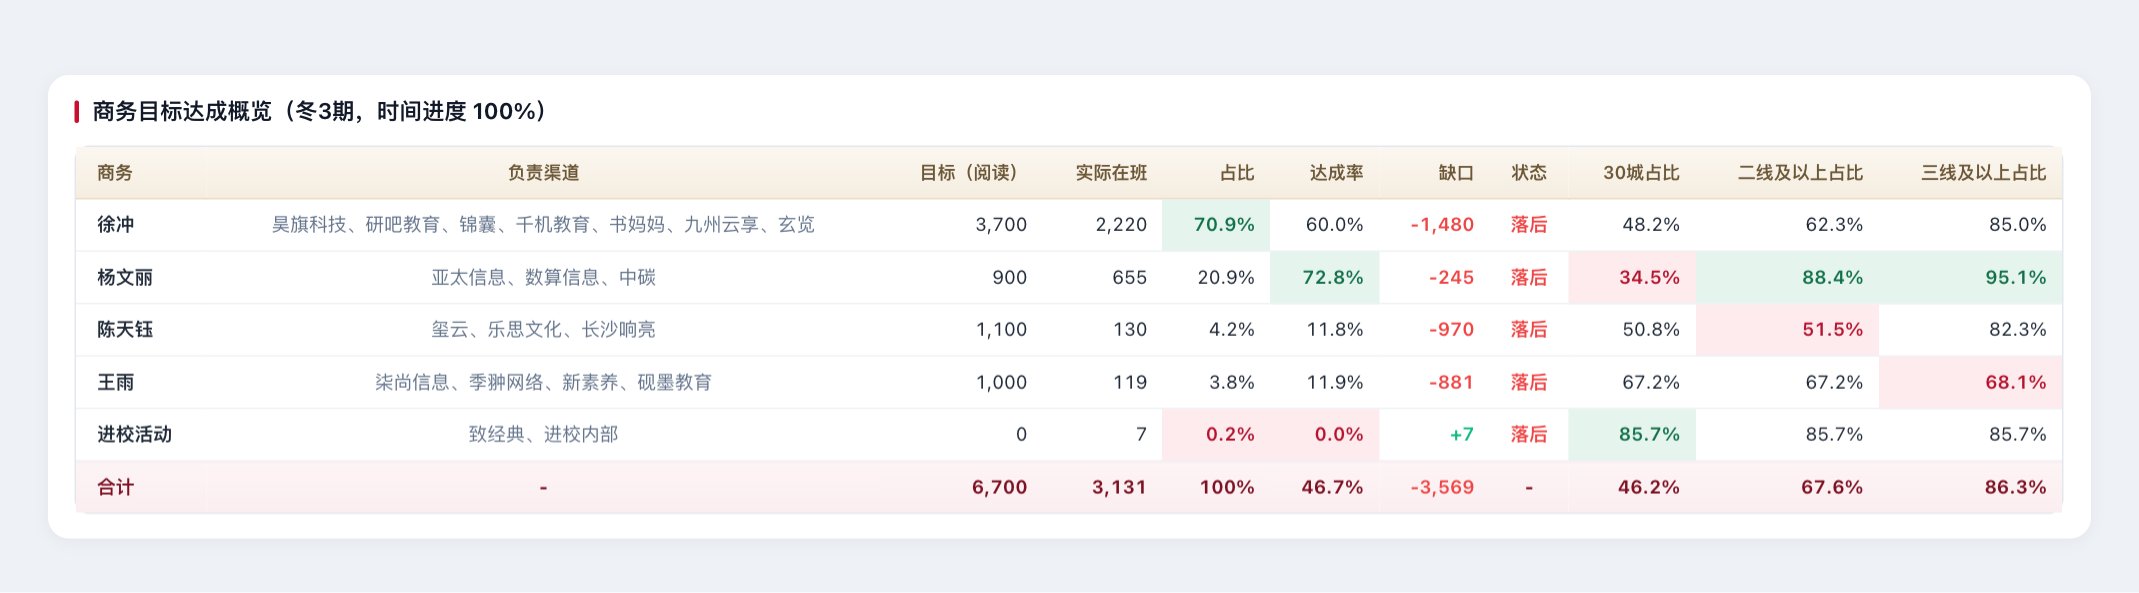 商务目标达成概览（冬3期，时间进度 100%）
商务 负责渠道 目标（阅读） 实际在班 占比 达成率 缺口 状态 30城占比 二线及以上占比 三线及以上占比
徐冲 昊旗科技、研吧教育、锦囊、千机教育、书妈妈、九州云享、玄览 3,700 2,220 70.9% 60.0% -1,480 落后 48.2% 62.3% 85.0%
杨文丽 亚太信息、数算信息、中碳 900 655 20.9% 72.8% -245 落后 34.5% 88.4% 95.1%
陈天钰 玺云、乐思文化、长沙响亮 1,100 130 4.2% 11.8% -970 落后 50.8% 51.5% 82.3%
王雨 柒尚信息、季翀网络、新素养、砚墨教育 1,000 119 3.8% 11.9% -881 落后 67.2% 67.2% 68.1%
进校活动 致经典、进校内部 0 7 0.2% 0.0% +7 落后 85.7% 85.7% 85.7%
合计 - 6,700 3,131 100% 46.7% -3,569 - 46.2% 67.6% 86.3%